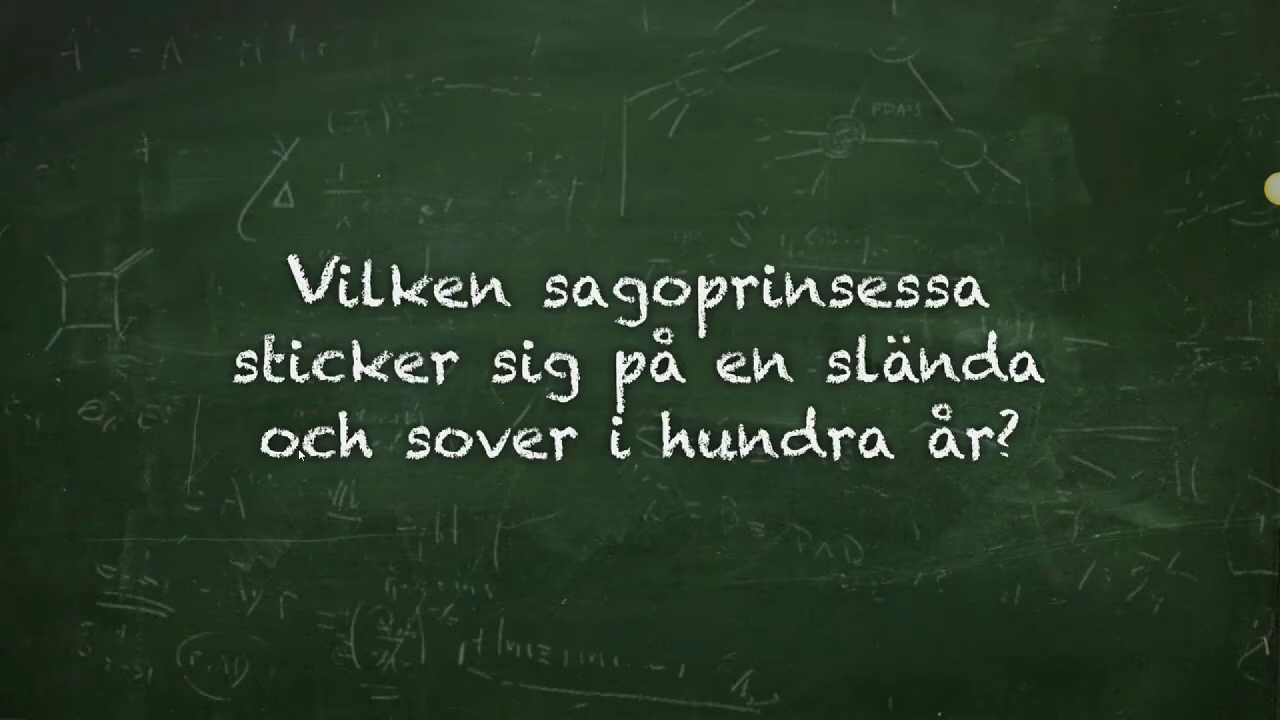 Vilken sagoprinsessa
sticker sig på en slända
och sover i hundra år?